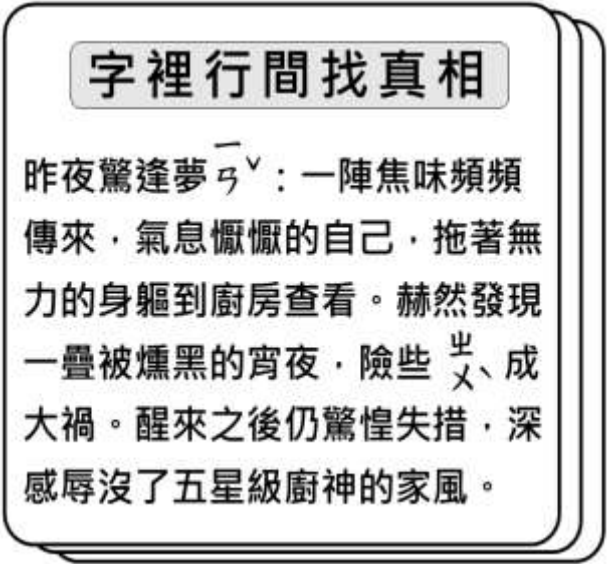 字裡行間找真相
昨夜驚逢夢ㄧㄢˇ：一陣焦味頻頻
傳來，氣息懨懨的自己，拖著無
力的身軀到廚房查看。赫然發現
一疊被燻黑的宵夜，險些ㄓㄨˋ成
大禍。醒來之後仍驚惶失措，深
感辱沒了五星級廚神的家風。